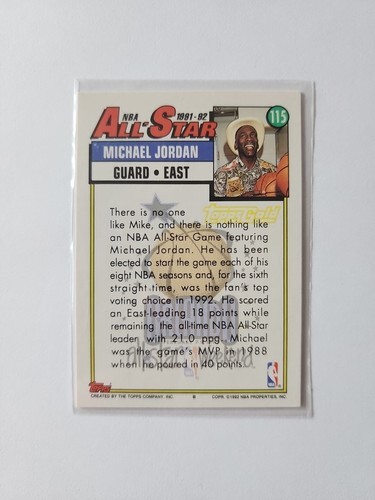 NBA 1991-92
ALL★STAR
115
MICHAEL JORDAN
GUARD • EAST
There is no one
Topps Gold
like Mike, and there is nothing like
an NBA All-Star Game featuring
Michael Jordan. He has been
elected to start the game each of his
eight NBA seasons and, for the sixth
straight time, was the fan's top
voting choice in 1992. He scored
an East-leading 18 points while
remaining the all-time NBA All-Star
leader with 21.0 ppg. Michael
was the game's MVP in 1988
when he poured in 40 points.
Topps
NBA
CREATED BY THE TOPPS COMPANY, INC.
COPR. ©1992 NBA PROPERTIES, INC.